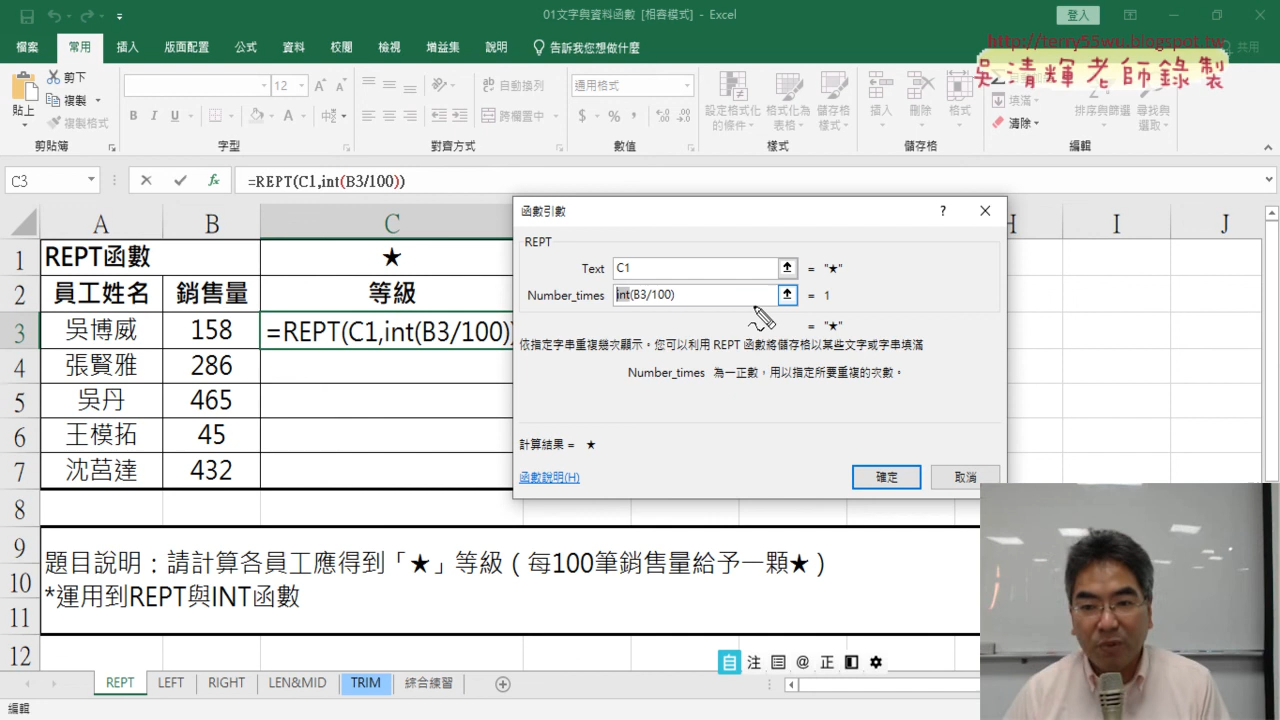 01文字與資料函數 [相容模式] - Excel
登入
檔案 常用 插入 版面配置 公式 資料 校閱 檢視 增益集 說明 告訴我您想做什麼 共用
http://terry55wu.blogspot.tw
吳清輝老師錄製
貼上 剪下 複製 複製格式
12 A A
B I U A 中
自動換列
跨欄置中
通用格式
$ % ,
設定格式化的條件 格式化為表格 儲存格樣式
插入 刪除 格式
填滿 清除 排序與篩選 尋找與選取
剪貼簿 字型 對齊方式 數值 樣式 儲存格 編輯
C3 fx =REPT(C1,int(B3/100))
A B C H I J
1 REPT函數 ★
2 員工姓名 銷售量 等級
3 吳博威 158 =REPT(C1,int(B3/100))
4 張賢雅 286
5 吳丹 465
6 王模拓 45
7 沈莒達 432
8
9 題目說明：請計算各員工應得到「★」等級（每100筆銷售量給予一顆★）
10 *運用到REPT與INT函數
11
12
函數引數 ?
REPT
Text C1 = "★"
Number_times int(B3/100) = 1
= "★"
依指定字串重複幾次顯示。您可以利用 REPT 函數將儲存格以某些文字或字串填滿
Number_times 為一正數，用以指定所要重複的次數。
計算結果 = ★
函數說明(H)
確定 取消
自 注 @ 正
REPT LEFT RIGHT LEN&MID TRIM 綜合練習
編輯